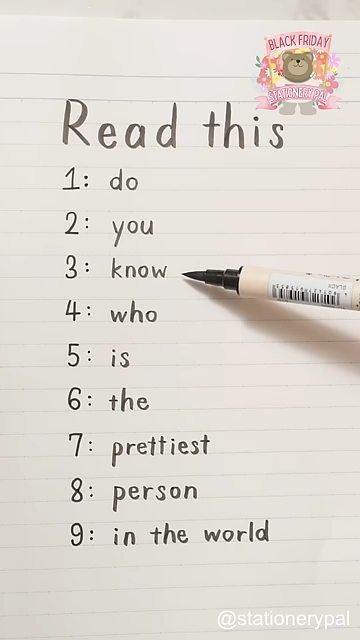 BLACK FRIDAY
STATIONERYPAL
Read this
1: do
2: you
3: know
4: who
5: is
6: the
7: prettiest
8: person
9: in the world
BLACK
@stationerypal